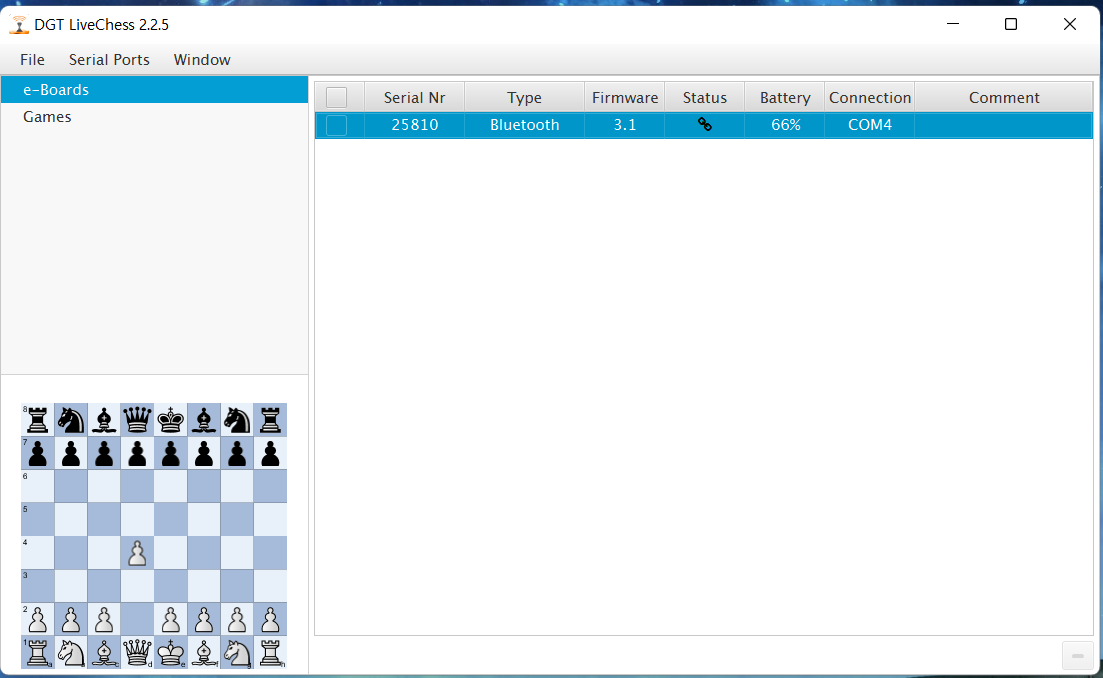 DGT LiveChess 2.2.5
File Serial Ports Window
e-Boards
Games
Serial Nr Type Firmware Status Battery Connection Comment
25810 Bluetooth 3.1 66% COM4
8
7
6
5
4
3
2
1 a b c d e f g h